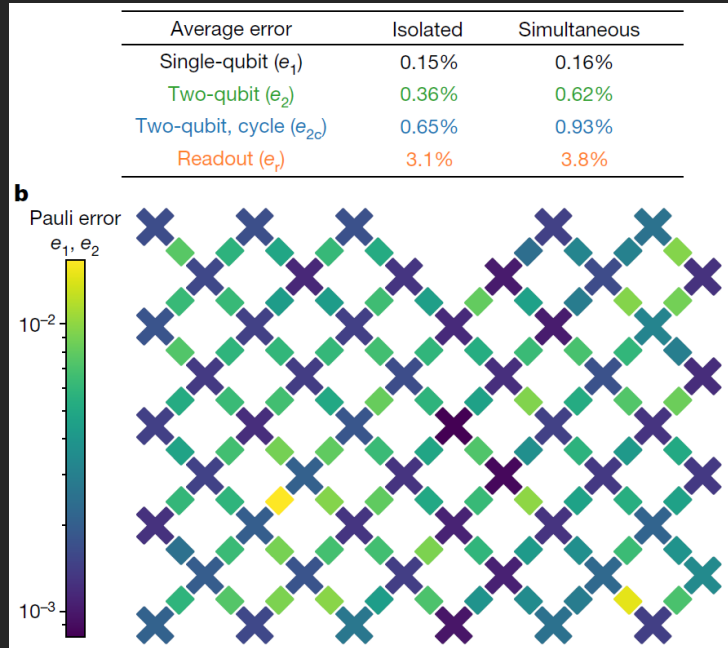 Average error Isolated Simultaneous
Single-qubit (e₁) 0.15% 0.16%
Two-qubit (e₂) 0.36% 0.62%
Two-qubit, cycle (e₂c) 0.65% 0.93%
Readout (eᵣ) 3.1% 3.8%
b
Pauli error
e₁, e₂
10⁻²
10⁻³